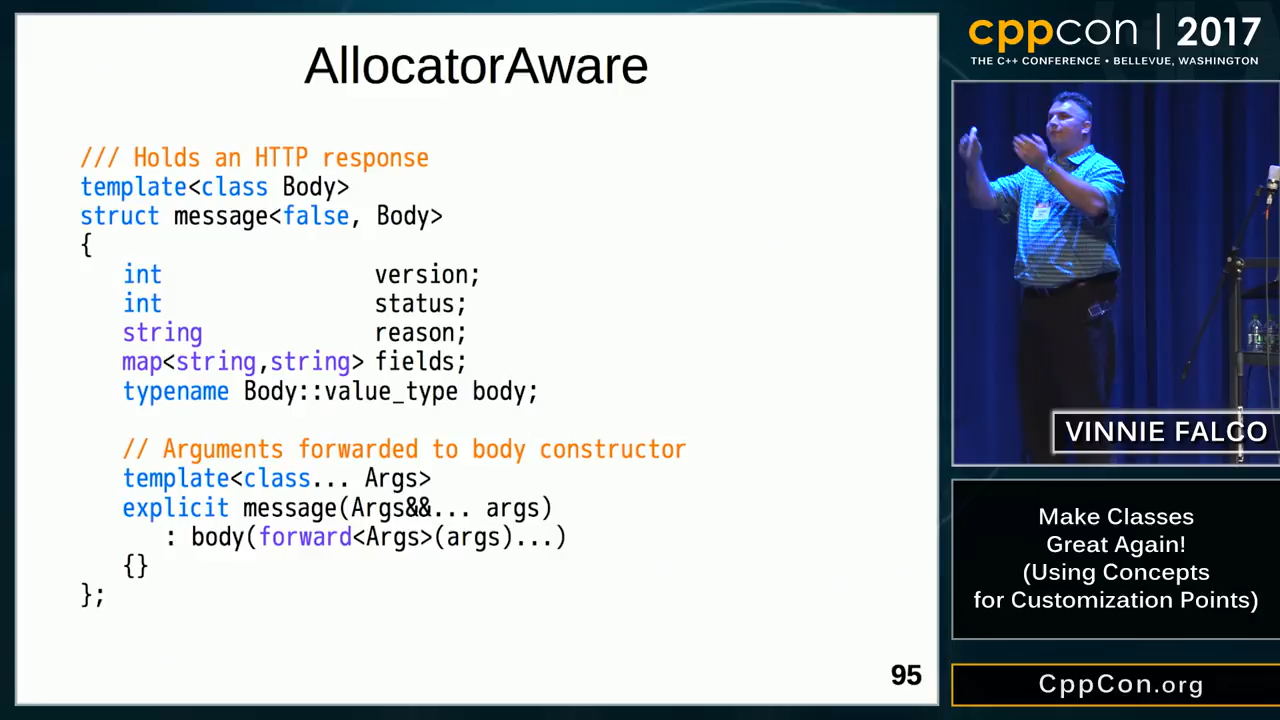 AllocatorAware
/// Holds an HTTP response
template<class Body>
struct message<false, Body>
{
int version;
int status;
string reason;
map<string,string> fields;
typename Body::value_type body;
// Arguments forwarded to body constructor
template<class... Args>
explicit message(Args&&... args)
: body(forward<Args>(args)...)
{}
};
95
cppcon | 2017
THE C++ CONFERENCE • BELLEVUE, WASHINGTON
VINNIE FALCO
Make Classes
Great Again!
(Using Concepts
for Customization Points)
CppCon.org